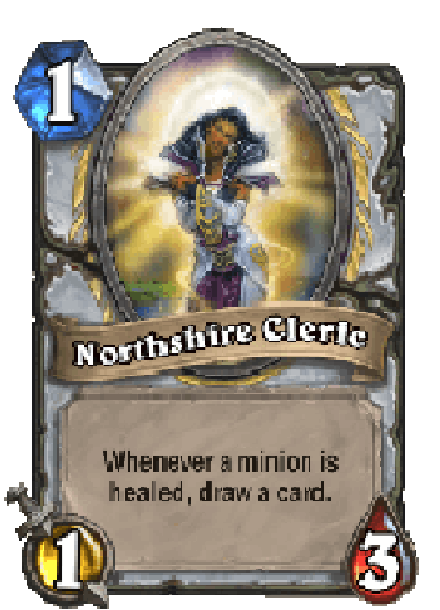 1
Northshire Cleric
Whenever a minion is
healed, draw a card.
1
3